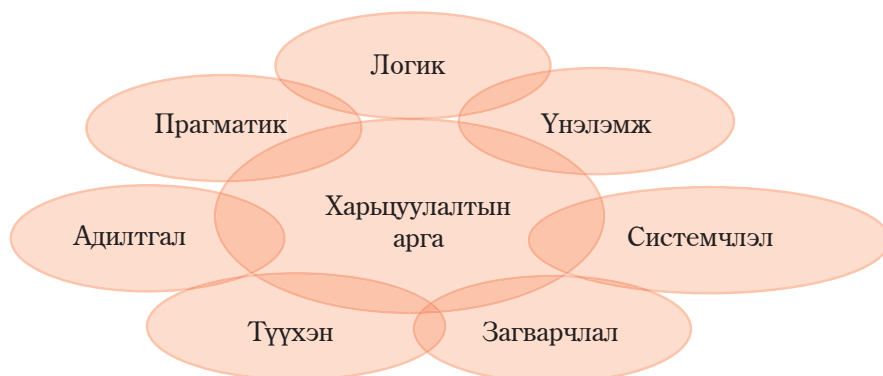 Логик
Прагматик
Үнэлэмж
Харьцуулалтын
арга
Адилтгал
Системчлэл
Түүхэн
Загварчлал